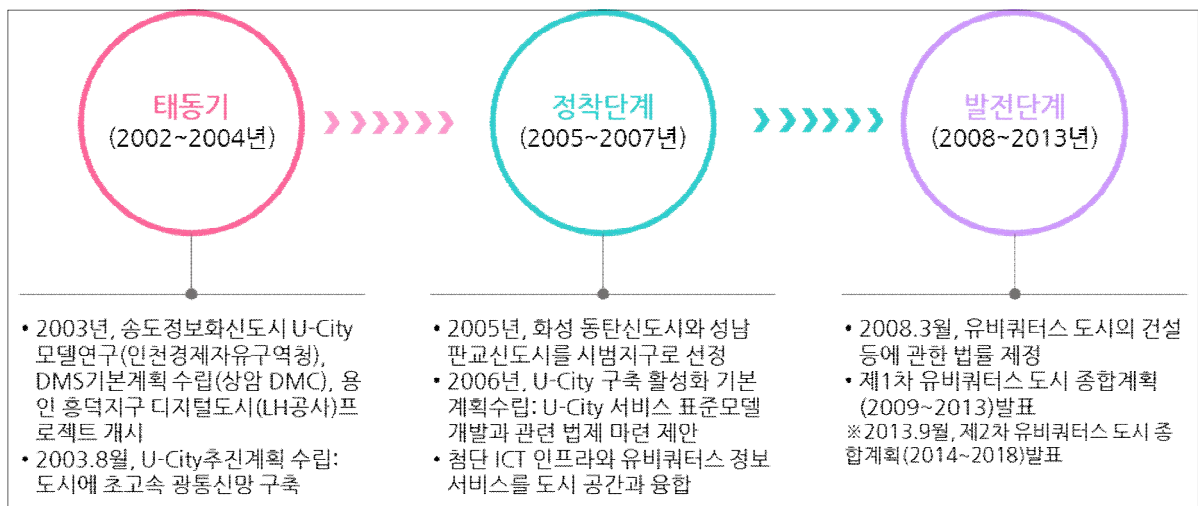 태동기
(2002~2004년)
정착단계
(2005~2007년)
발전단계
(2008~2013년)
• 2003년, 송도정보화신도시 U-City
모델연구(인천경제자유구역청),
DMS기본계획 수립(상암 DMC), 용
인 흥덕지구 디지털도시(LH공사)프
로젝트 개시
• 2003.8월, U-City추진계획 수립:
도시에 초고속 광통신망 구축
• 2005년, 화성 동탄신도시와 성남
판교신도시를 시범지구로 선정
• 2006년, U-City 구축 활성화 기본
계획수립: U-City 서비스 표준모델
개발과 관련 법제 마련 제안
• 첨단 ICT 인프라와 유비쿼터스 정보
서비스를 도시 공간과 융합
• 2008.3월, 유비쿼터스 도시의 건설
등에 관한 법률 제정
• 제1차 유비쿼터스 도시 종합계획
(2009~2013)발표
※2013.9월, 제2차 유비쿼터스 도시 종
합계획(2014~2018)발표